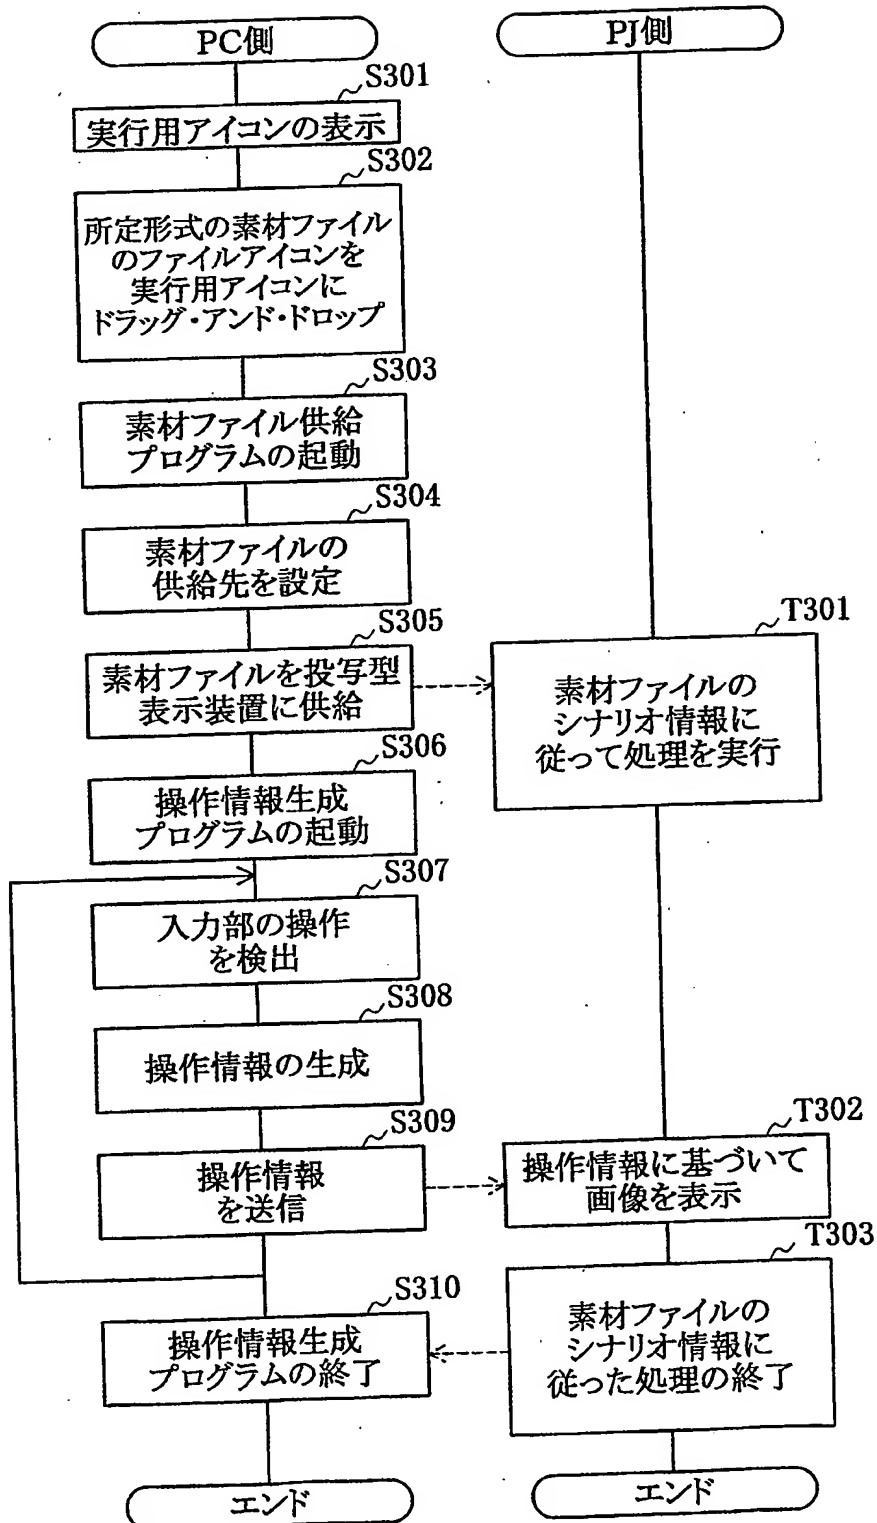 PC側
S301
実行用アイコンの表示
S302
所定形式の素材ファイル
のファイルアイコンを
実行用アイコンに
ドラッグ・アンド・ドロップ
S303
素材ファイル供給
プログラムの起動
S304
素材ファイルの
供給先を設定
S305
素材ファイルを投写型
表示装置に供給
S306
操作情報生成
プログラムの起動
S307
入力部の操作
を検出
S308
操作情報の生成
S309
操作情報
を送信
S310
操作情報生成
プログラムの終了
エンド
PJ側
T301
素材ファイルの
シナリオ情報に
従って処理を実行
T302
操作情報に基づいて
画像を表示
T303
素材ファイルの
シナリオ情報に
従った処理の終了
エンド